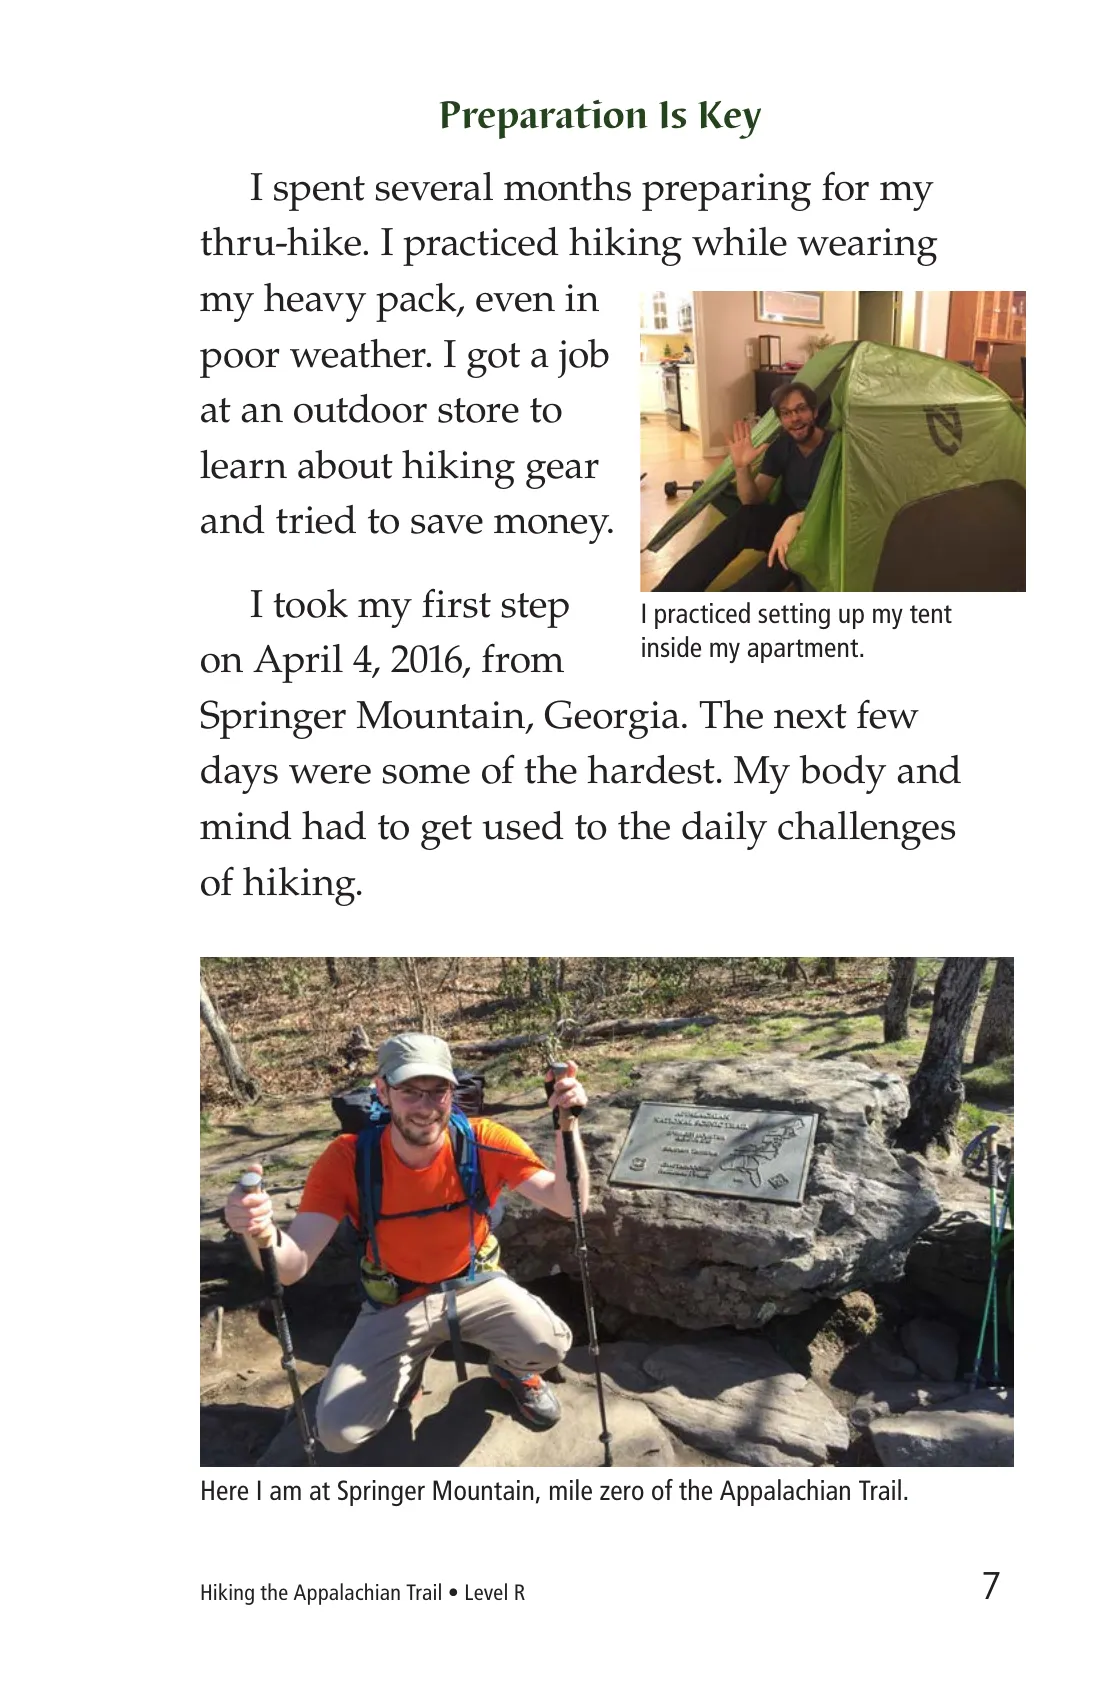 Preparation Is Key
I spent several months preparing for my
thru-hike. I practiced hiking while wearing
my heavy pack, even in
poor weather. I got a job
at an outdoor store to
learn about hiking gear
and tried to save money.
I practiced setting up my tent
inside my apartment.
I took my first step
on April 4, 2016, from
Springer Mountain, Georgia. The next few
days were some of the hardest. My body and
mind had to get used to the daily challenges
of hiking.
APPALACHIAN
NATIONAL SCENIC TRAIL
Here I am at Springer Mountain, mile zero of the Appalachian Trail.
Hiking the Appalachian Trail • Level R
7